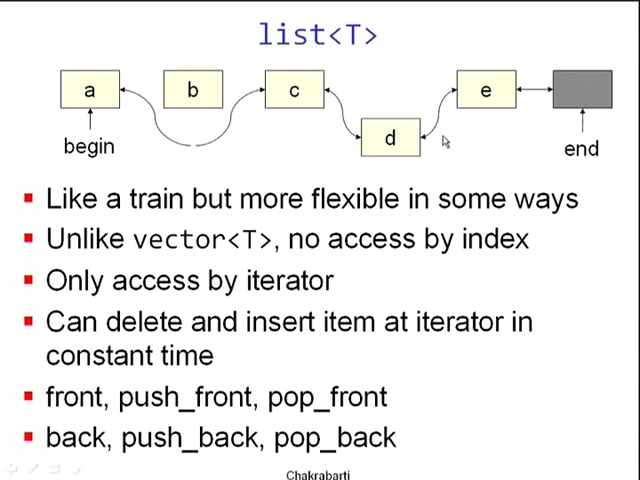 list<T>
a b c e
d
begin
end
Like a train but more flexible in some ways
Unlike vector<T>, no access by index
Only access by iterator
Can delete and insert item at iterator in
constant time
front, push_front, pop_front
back, push_back, pop_back
Chakrabarti